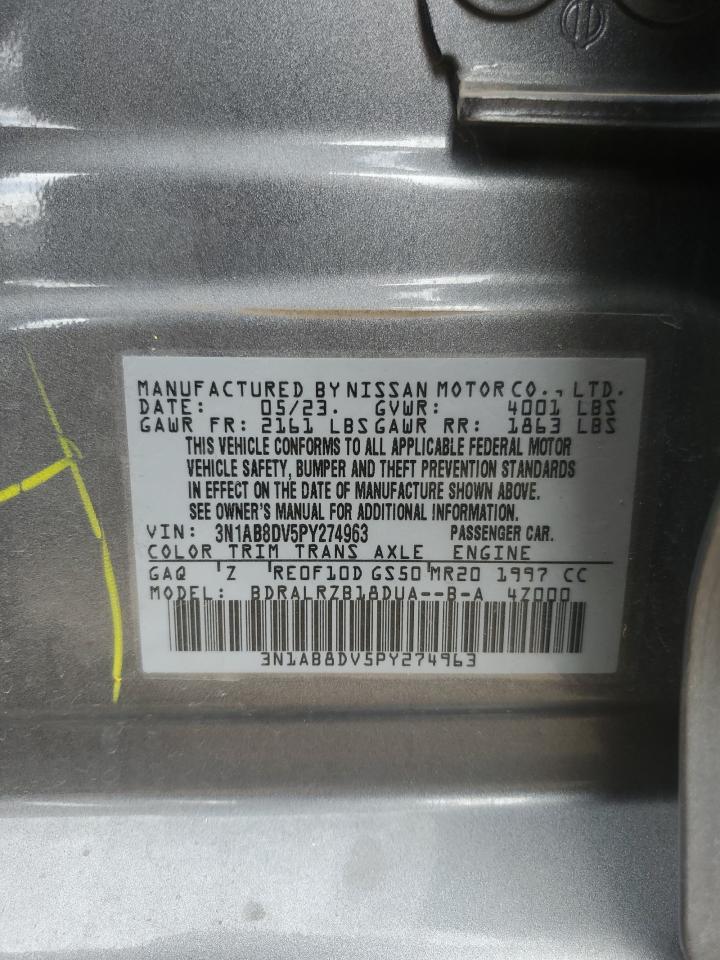 MANUFACTURED BY NISSAN MOTOR CO., LTD.
DATE: 05/23. GVWR: 4001 LBS
GAWR FR: 2161 LBS GAWR RR: 1863 LBS
THIS VEHICLE CONFORMS TO ALL APPLICABLE FEDERAL MOTOR
VEHICLE SAFETY, BUMPER AND THEFT PREVENTION STANDARDS
IN EFFECT ON THE DATE OF MANUFACTURE SHOWN ABOVE.
SEE OWNER'S MANUAL FOR ADDITIONAL INFORMATION.
VIN: 3N1AB8DV5PY274963 PASSENGER CAR.
COLOR TRIM TRANS AXLE ENGINE
GAQ Z RE0F10D GS50 MR20 1997 CC
MODEL: BDRALRZB18DUA--B-A 4Z000
3N1AB8DV5PY274963